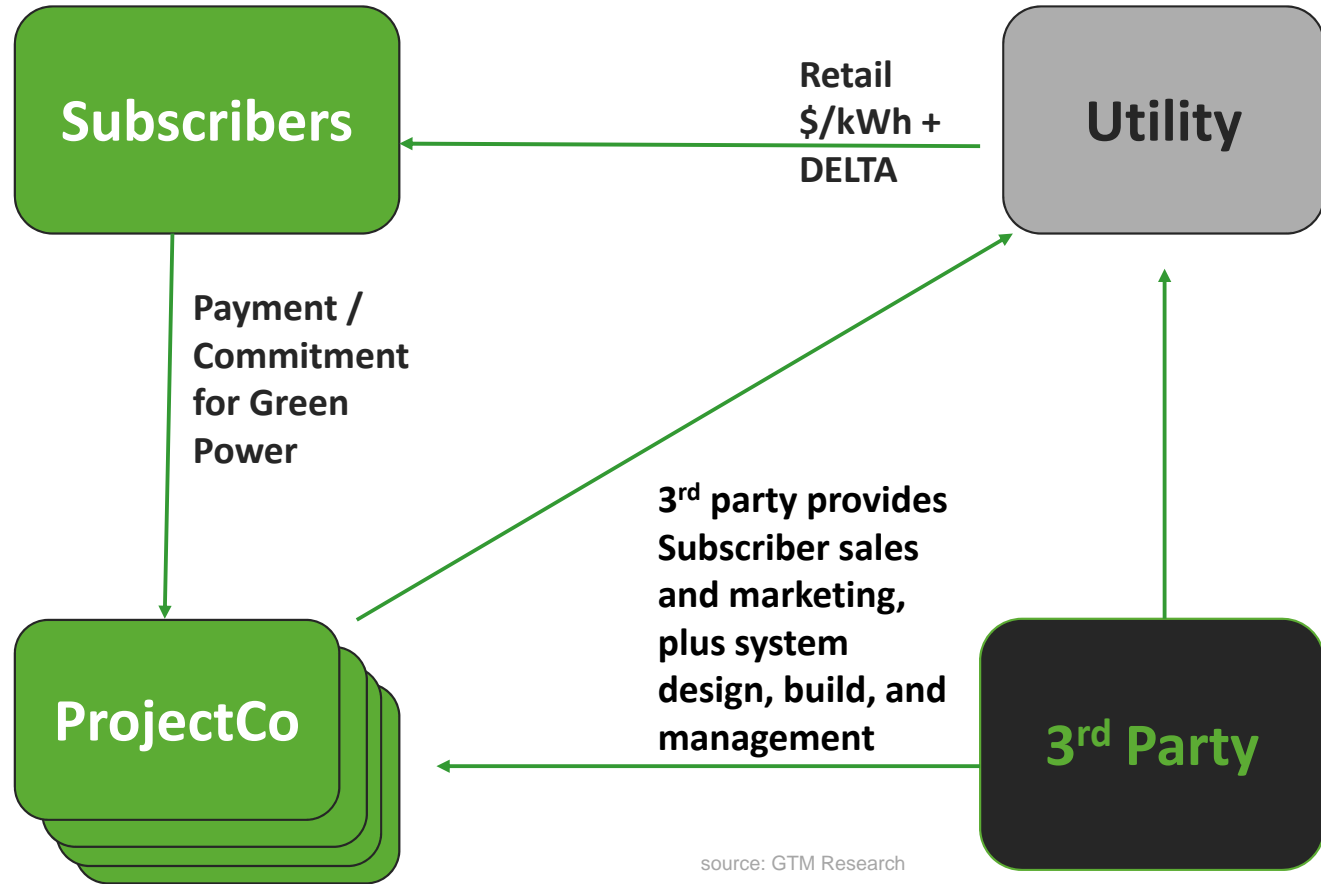 Subscribers
Retail
$/kWh +
DELTA
Utility
Payment /
Commitment
for Green
Power
3rd party provides
Subscriber sales
and marketing,
plus system
design, build, and
management
ProjectCo
3rd Party
source: GTM Research